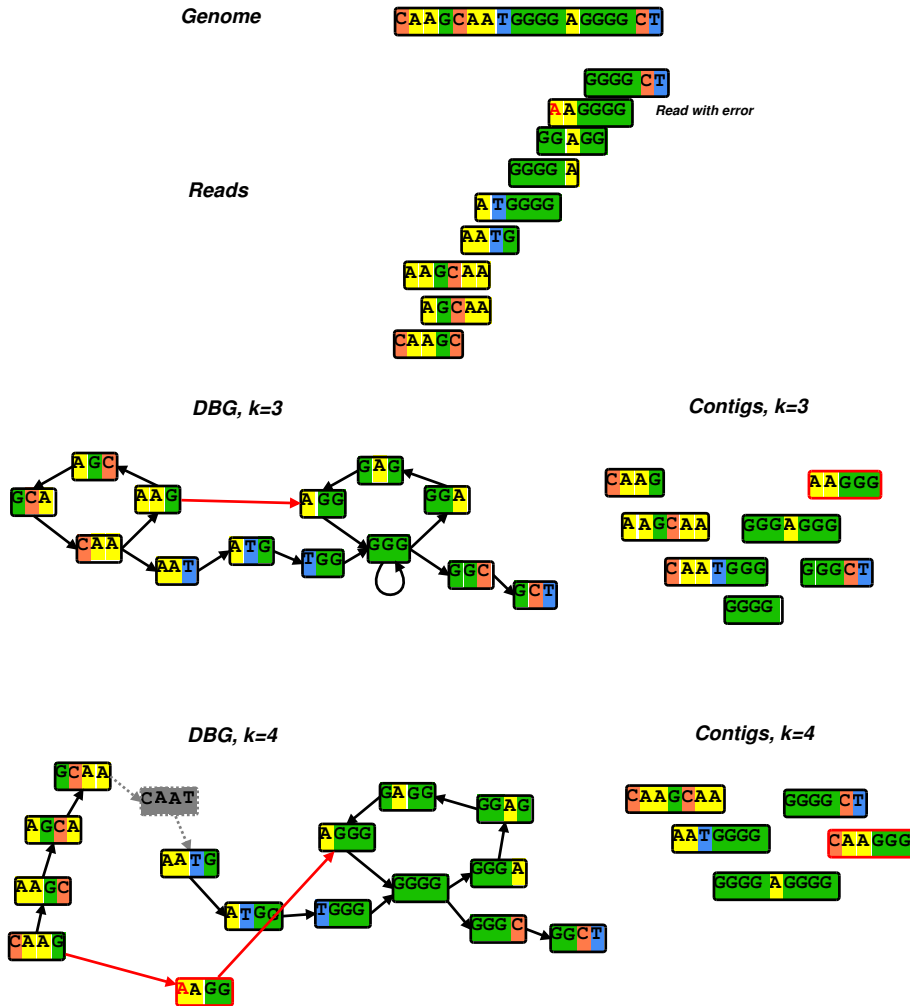 Genome
CAAGCAATGGGGAGGGGCT
GGGGCT
AAGGGG
Read with error
GGAGG
GGGGA
Reads
ATGGGG
AATG
AAGCAA
AGCAA
CAAGC
DBG, k=3
AGC
GAG
GCA
AAG
AGG
GGA
CAA
AAT
ATG
TGG
GGG
GGC
GCT
Contigs, k=3
CAAG
AAGGG
AAGCAA
GGGAGGG
CAATGGG
GGGCT
GGGG
DBG, k=4
GCAA
CAAT
GAGG
GGAG
AGCA
AGGG
AATG
GGGA
AAGC
GGGG
ATGG
TGGG
GGGC
CAAG
GGCT
AAGG
Contigs, k=4
CAAGCAA
GGGGCT
AATGGGG
CAAGGG
GGGGAGGGG